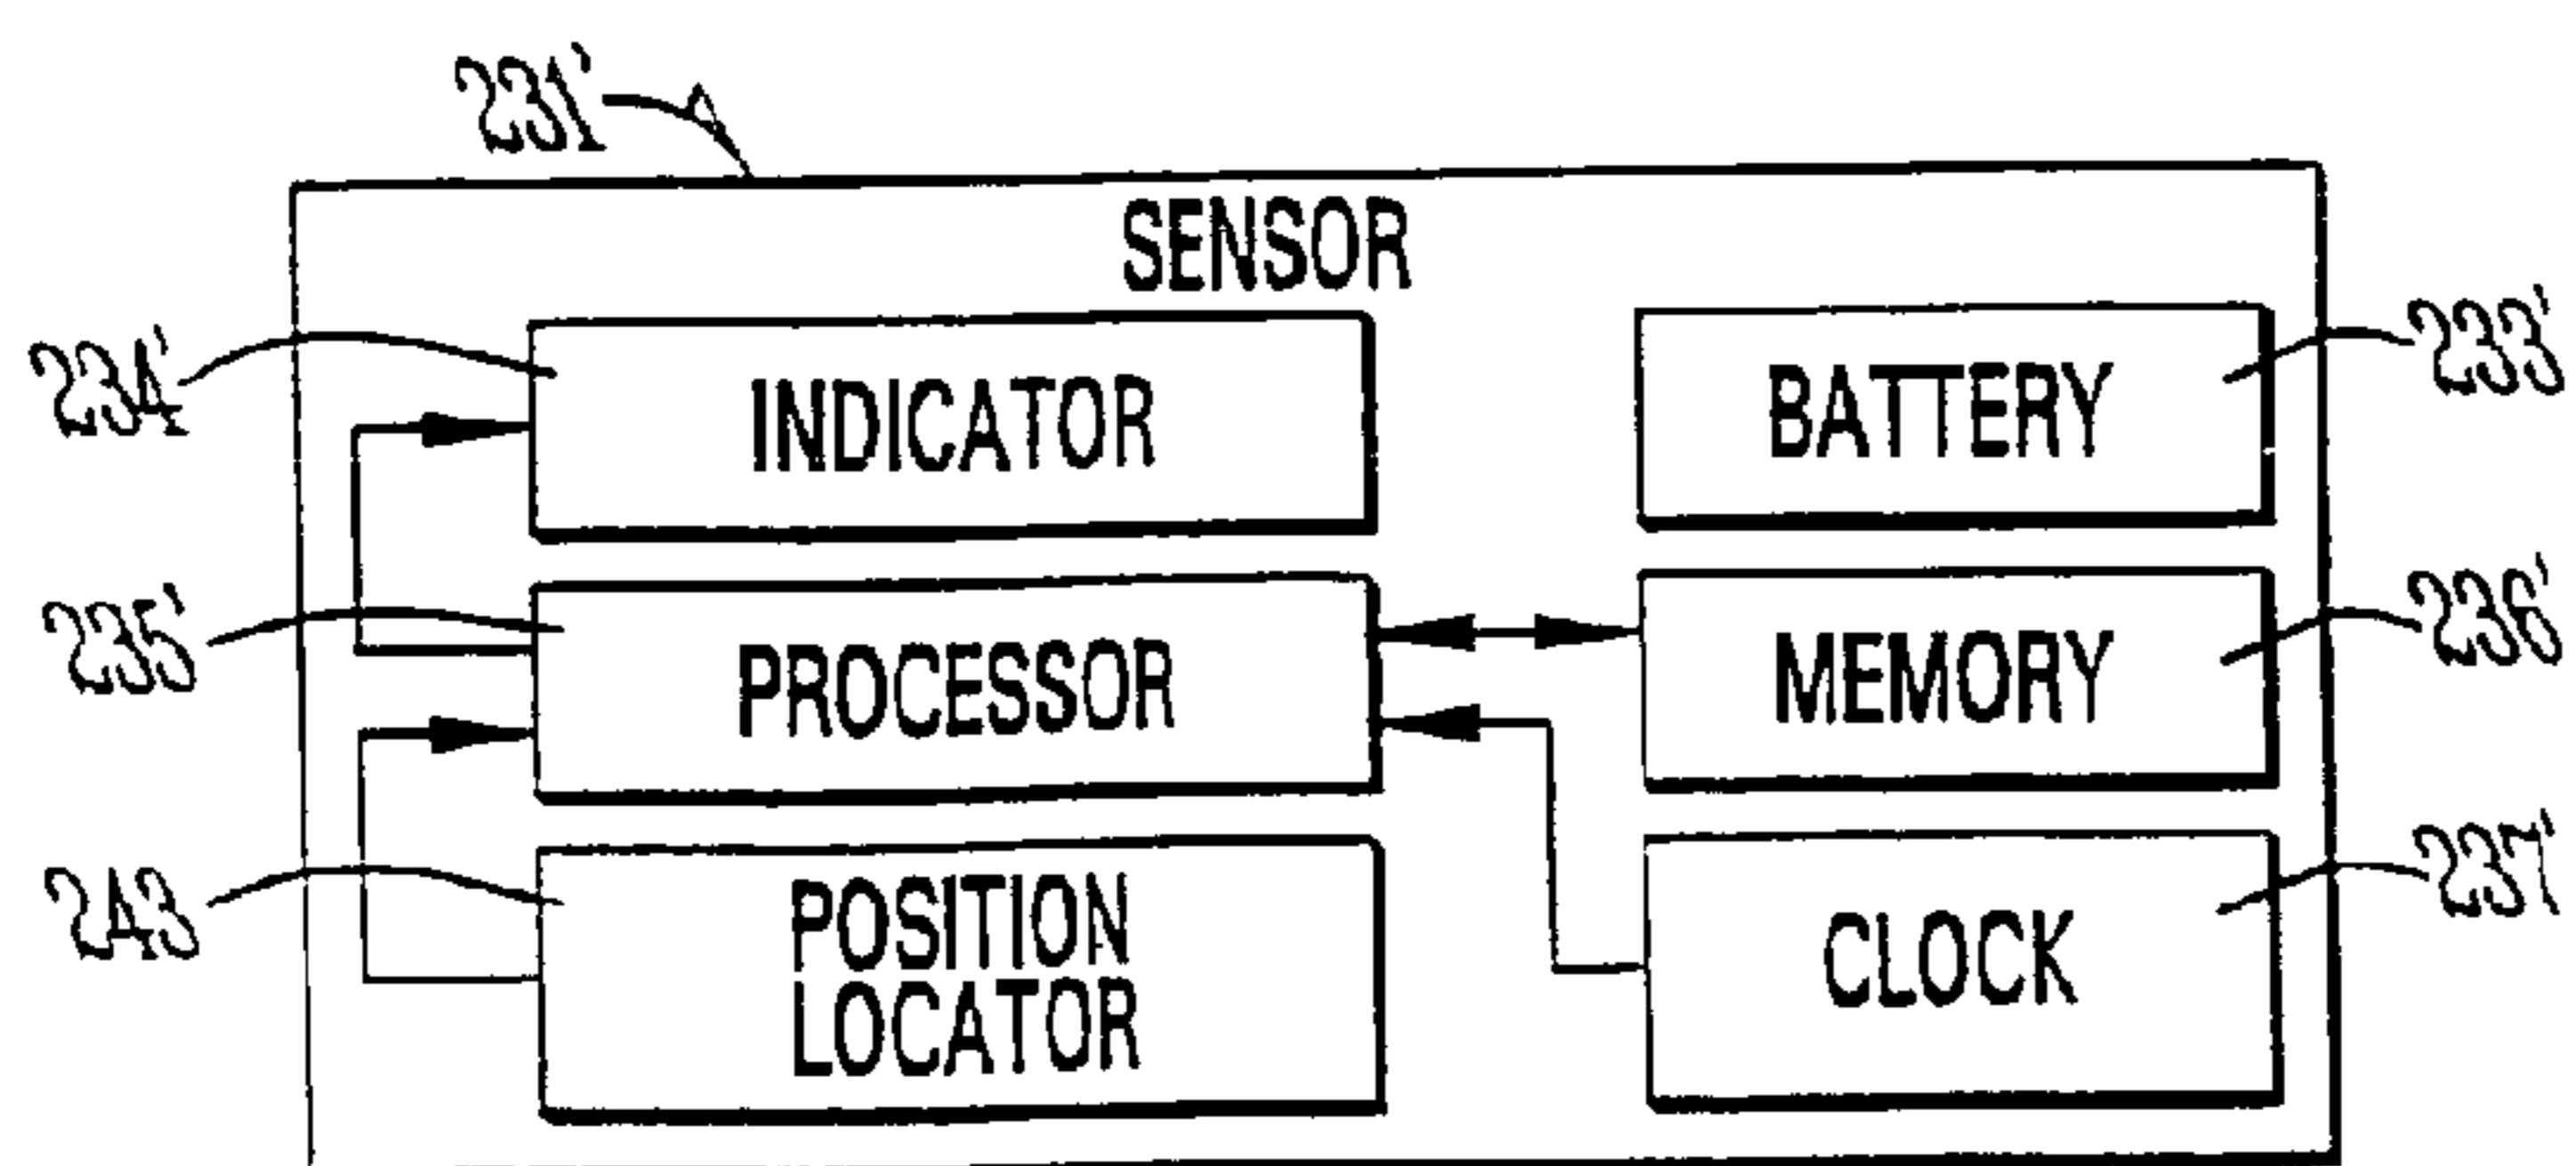 231'
SENSOR
234'
INDICATOR
BATTERY
233'
235'
PROCESSOR
MEMORY
236'
243
POSITION
LOCATOR
CLOCK
237'